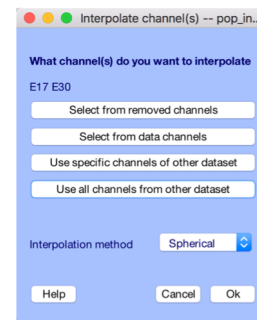 Interpolate channel(s) -- pop_in..
What channel(s) do you want to interpolate
E17 E30
Select from removed channels
Select from data channels
Use specific channels of other dataset
Use all channels from other dataset
Interpolation method Spherical
Help Cancel Ok